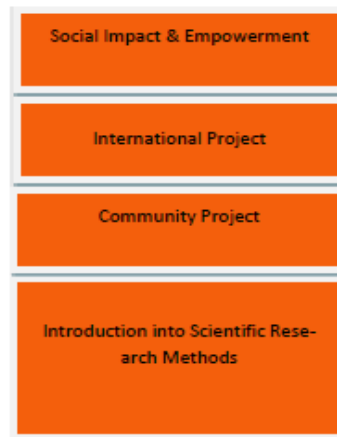 Social Impact & Empowerment
International Project
Community Project
Introduction into Scientific Rese-
arch Methods